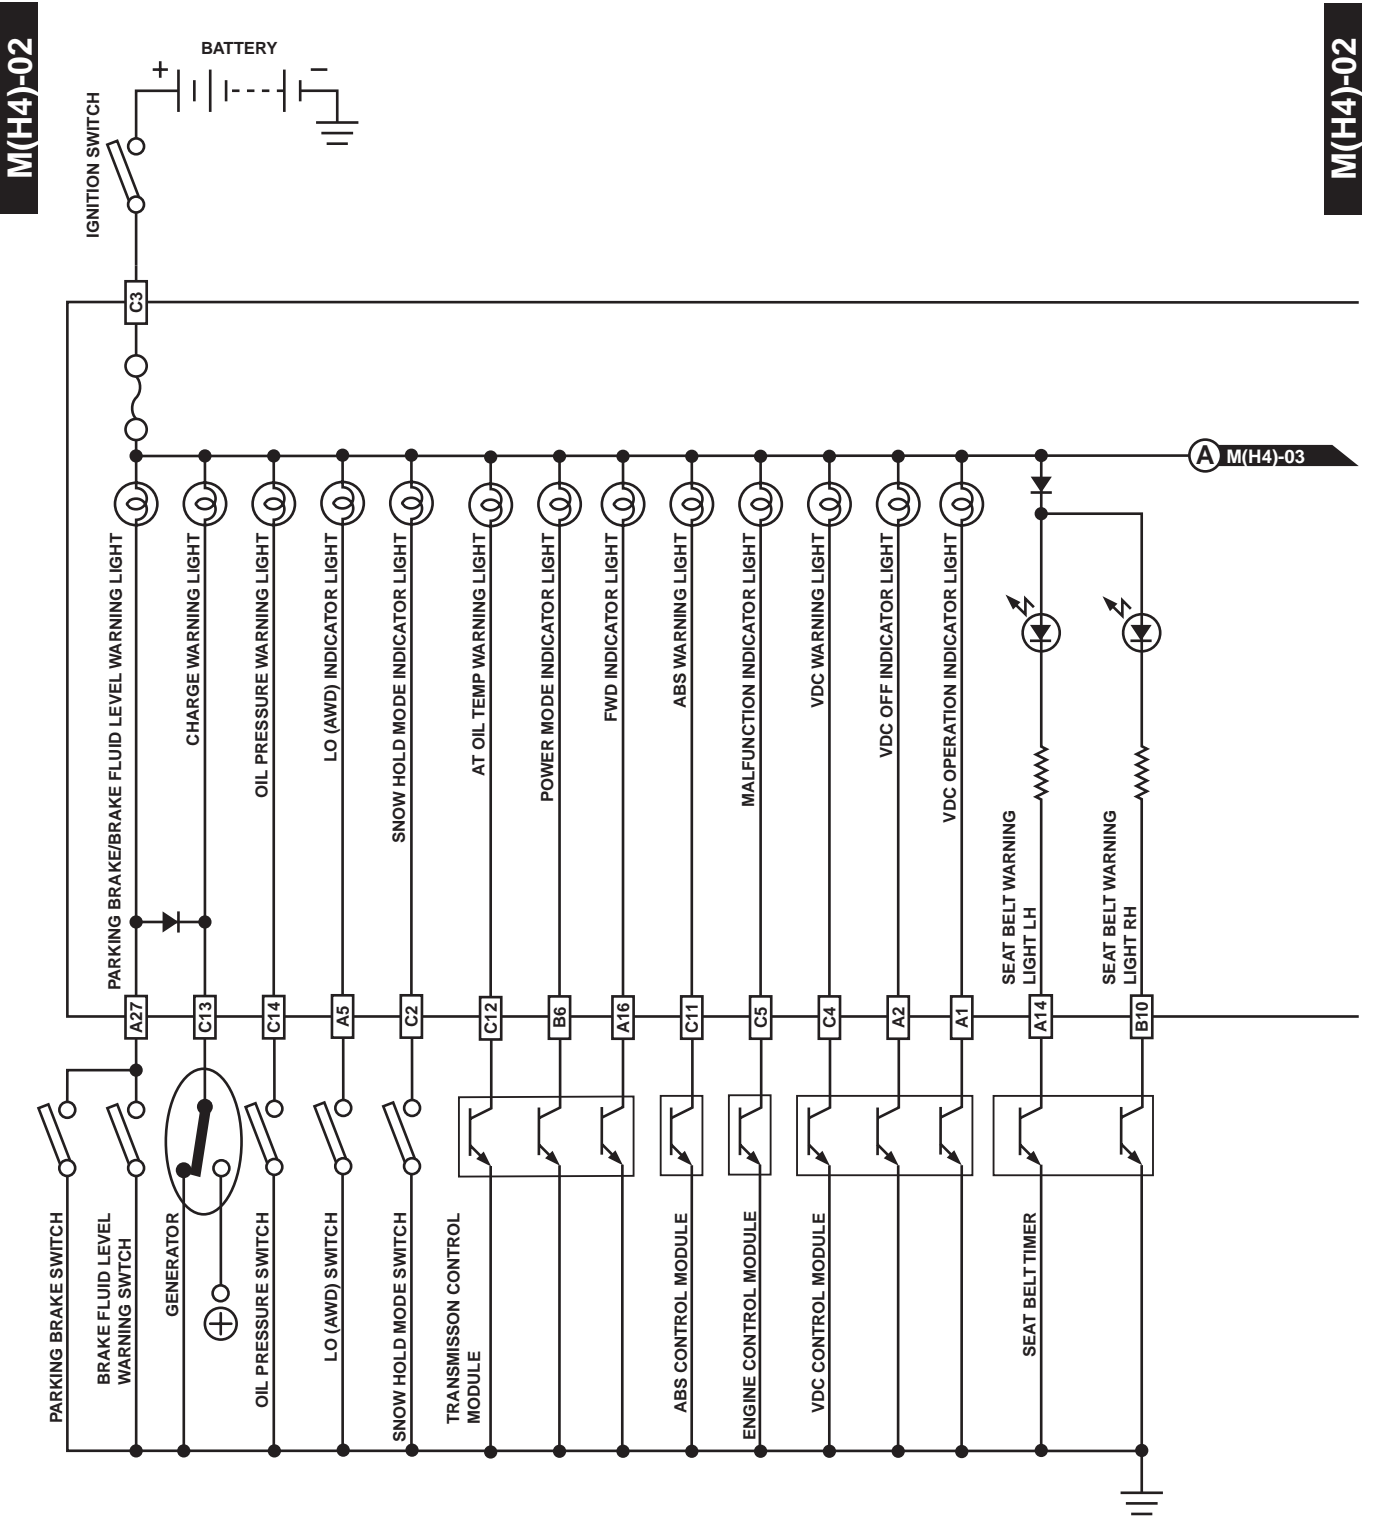 M(H4)-02
M(H4)-02
BATTERY
+
−
IGNITION SWITCH
C3
A
M(H4)-03
PARKING BRAKE/BRAKE FLUID LEVEL WARNING LIGHT
CHARGE WARNING LIGHT
OIL PRESSURE WARNING LIGHT
LO (AWD) INDICATOR LIGHT
SNOW HOLD MODE INDICATOR LIGHT
AT OIL TEMP WARNING LIGHT
POWER MODE INDICATOR LIGHT
FWD INDICATOR LIGHT
ABS WARNING LIGHT
MALFUNCTION INDICATOR LIGHT
VDC WARNING LIGHT
VDC OFF INDICATOR LIGHT
VDC OPERATION INDICATOR LIGHT
SEAT BELT WARNING
LIGHT LH
SEAT BELT WARNING
LIGHT RH
A27
C13
C14
A5
C2
C12
B6
A16
C11
C5
C4
A2
A1
A14
B10
PARKING BRAKE SWITCH
BRAKE FLUID LEVEL
WARNING SWTCH
GENERATOR
+
OIL PRESSURE SWITCH
LO (AWD) SWITCH
SNOW HOLD MODE SWITCH
TRANSMISSON CONTROL
MODULE
ABS CONTROL MODULE
ENGINE CONTROL MODULE
VDC CONTROL MODULE
SEAT BELT TIMER